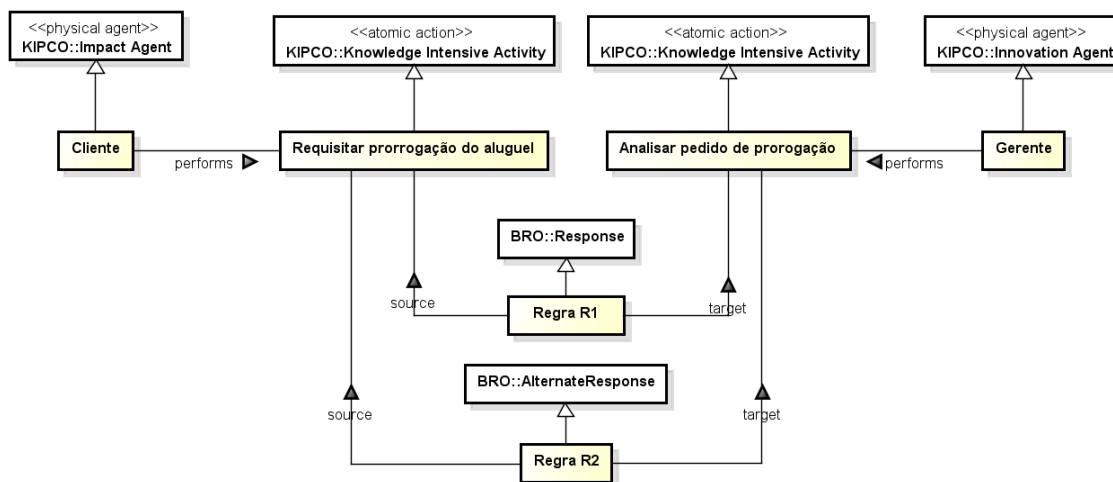 <<physical agent>>
KIPCO::Impact Agent
<<atomic action>>
KIPCO::Knowledge Intensive Activity
<<atomic action>>
KIPCO::Knowledge Intensive Activity
<<physical agent>>
KIPCO::Innovation Agent
Cliente
performs
Requisitar prorrogação do aluguel
Analisar pedido de prorogação
performs
Gerente
BRO::Response
source
Regra R1
target
BRO::AlternateResponse
source
target
Regra R2